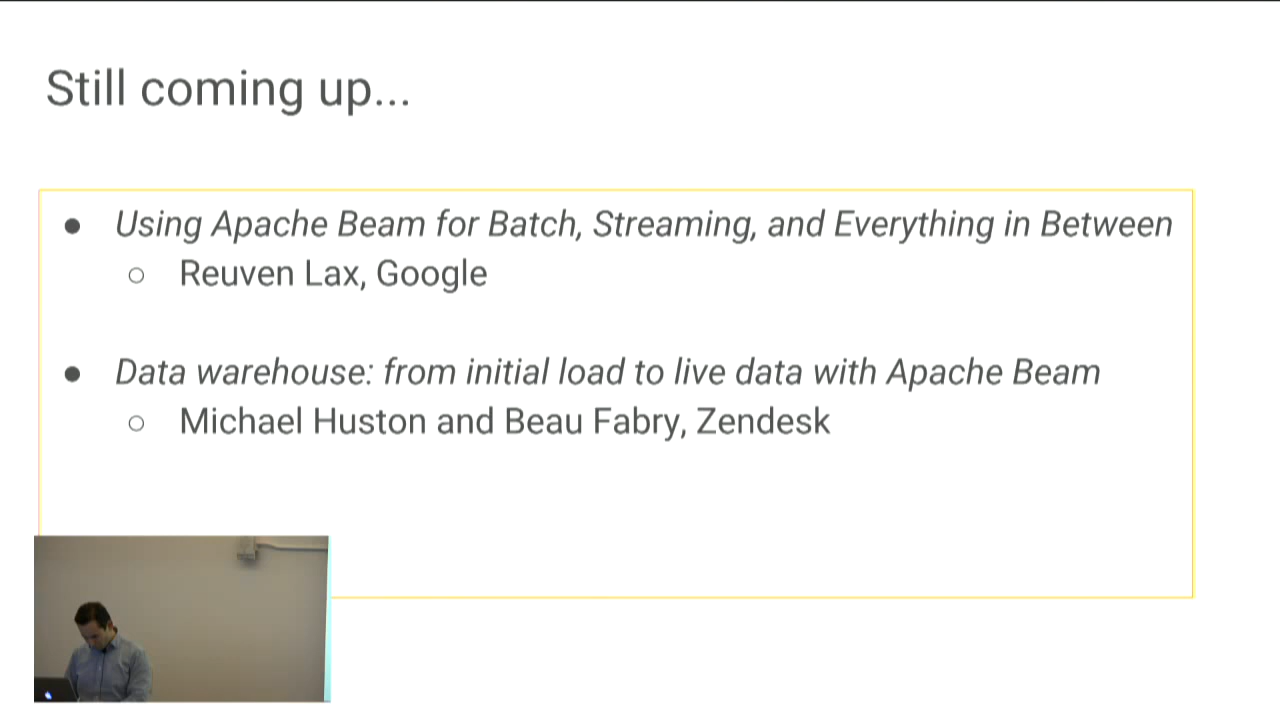 Still coming up...
● Using Apache Beam for Batch, Streaming, and Everything in Between
○ Reuven Lax, Google
● Data warehouse: from initial load to live data with Apache Beam
○ Michael Huston and Beau Fabry, Zendesk